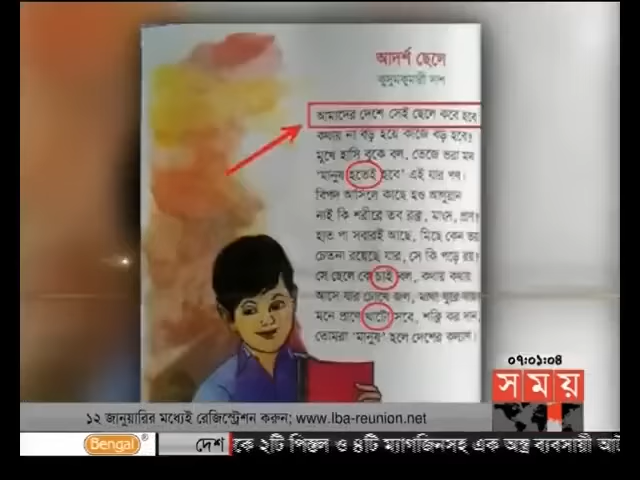 আদর্শ ছেলে
কুসুমকুমারী দাশ
আমাদের দেশে সেই ছেলে কবে হবে
কথায় না বড় হয়ে কাজে বড় হবে?
মুখে হাসি বুকে বল, তেজে ভরা মন
'মানুষ হতেই হবে' এই যার পণ।
বিপদ আসিলে কাছে হও আগুয়ান
নাই কি শরীরে তব রক্ত, মাংস, প্রাণ?
হাত পা সবারই আছে, মিছে কেন ভয়
চেতনা রয়েছে যার, সে কি পড়ে রয়?
সে ছেলে কে চাই বল, কথায় কথায়
আসে যার চোখে জল, মাথা ঘুরে যায়
মনে প্রাণে খাটো সবে, শক্তি কর দান,
তোমরা 'মানুষ' হলে দেশের কল্যাণ।
০৭:০১:০৪
সময়
১২ জানুয়ারির মধ্যেই রেজিস্ট্রেশন করুন; www.lba-reunion.net
Bengal দেশ কে ২টি পিস্তল ও ৪টি ম্যাগজিনসহ এক অস্ত্র ব্যবসায়ী